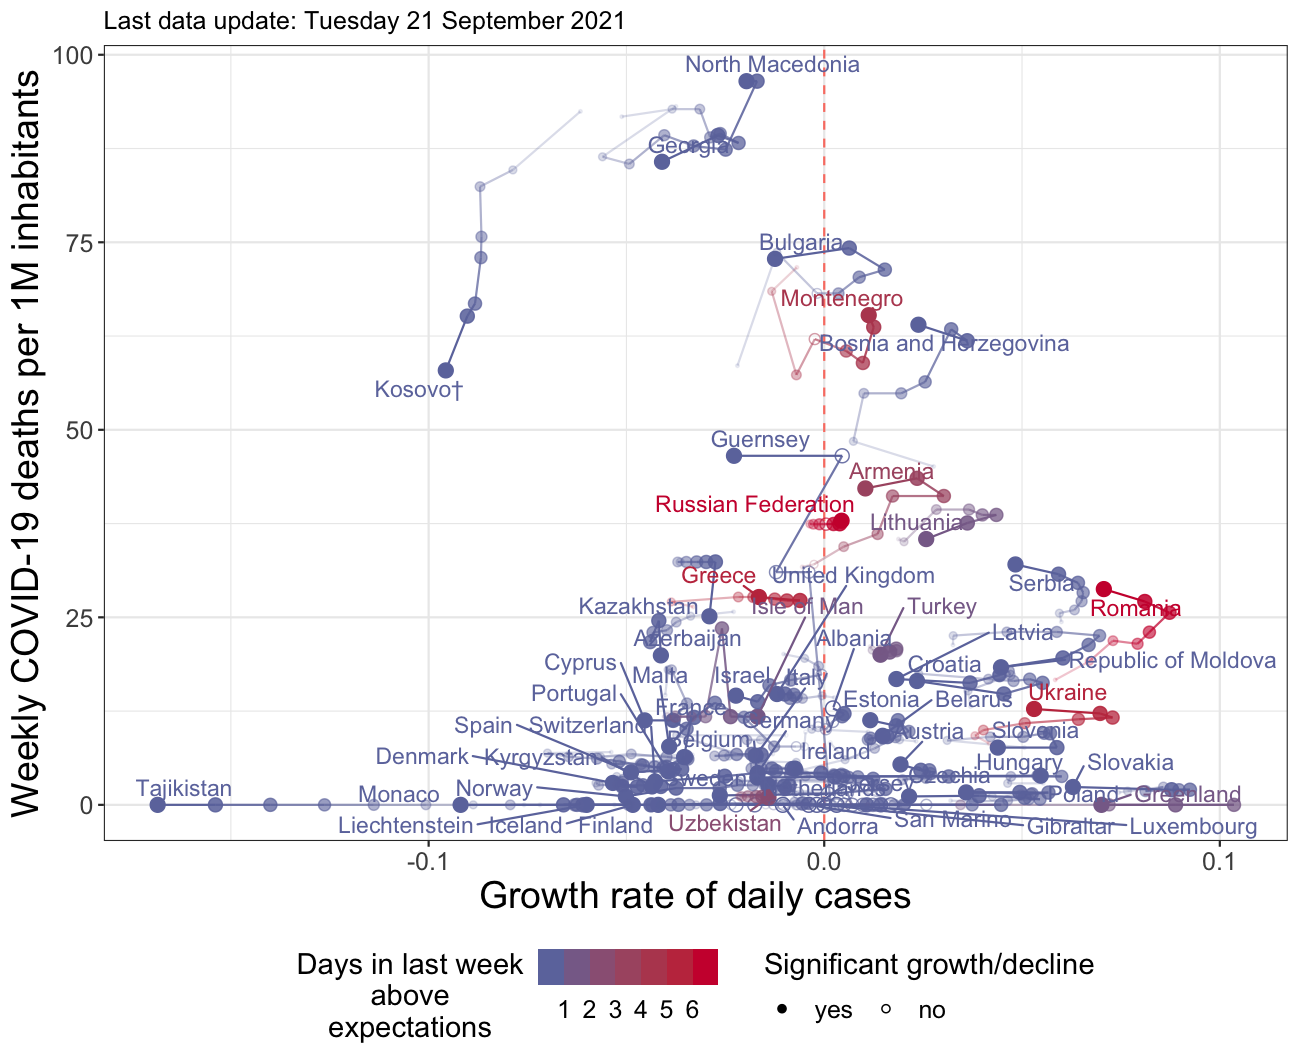 Last data update: Tuesday 21 September 2021
Weekly COVID-19 deaths per 1M inhabitants
100
75
50
25
0
North Macedonia
Georgia
Bulgaria
Montenegro
Bosnia and Herzegovina
Kosovo†
Guernsey
Armenia
Russian Federation
Lithuania
Greece
United Kingdom
Serbia
Kazakhstan
Isle of Man
Turkey
Romania
Azerbaijan
Albania
Latvia
Cyprus
Malta
Israel
Italy
Croatia
Republic of Moldova
Portugal
France
Estonia
Belarus
Ukraine
Spain
Switzerland
Germany
Austria
Slovenia
Denmark
Kyrgyzstan
Belgium
Ireland
Hungary
Slovakia
Tajikistan
Monaco
Norway
Sweden
Czechia
Poland
Greenland
Liechtenstein
Iceland
Finland
Uzbekistan
Andorra
San Marino
Gibraltar
Luxembourg
-0.1
0.0
0.1
Growth rate of daily cases
Days in last week
above
expectations
1 2 3 4 5 6
Significant growth/decline
yes
no